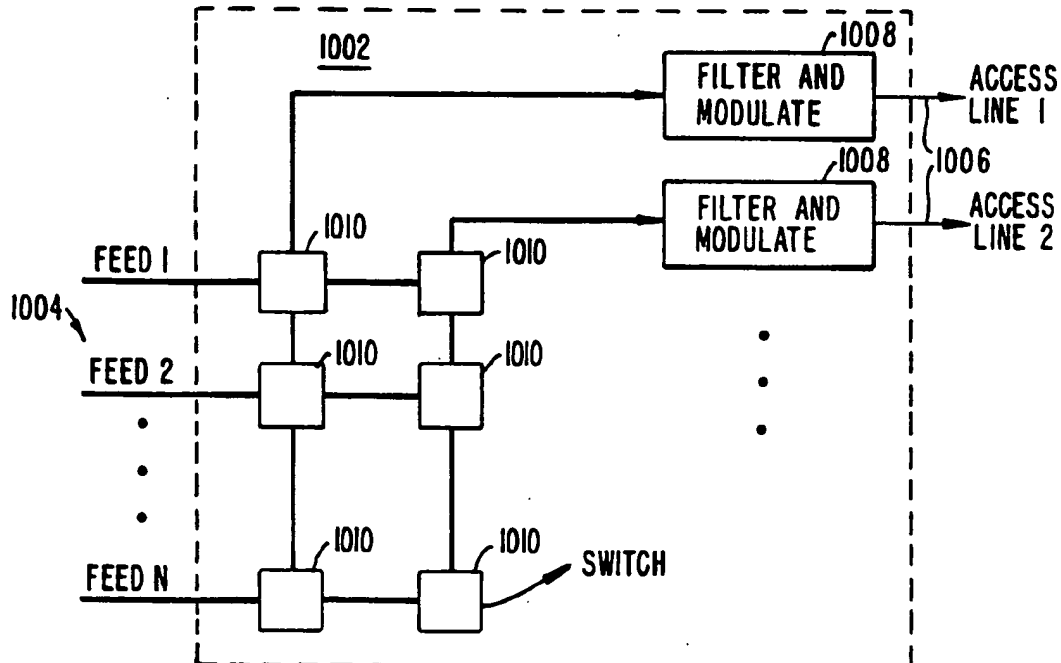 1002
1008
FILTER AND
MODULATE
ACCESS
LINE 1
1006
1008
FILTER AND
MODULATE
ACCESS
LINE 2
1010
1010
FEED 1
1004
1010
1010
FEED 2
1010
1010
SWITCH
FEED N